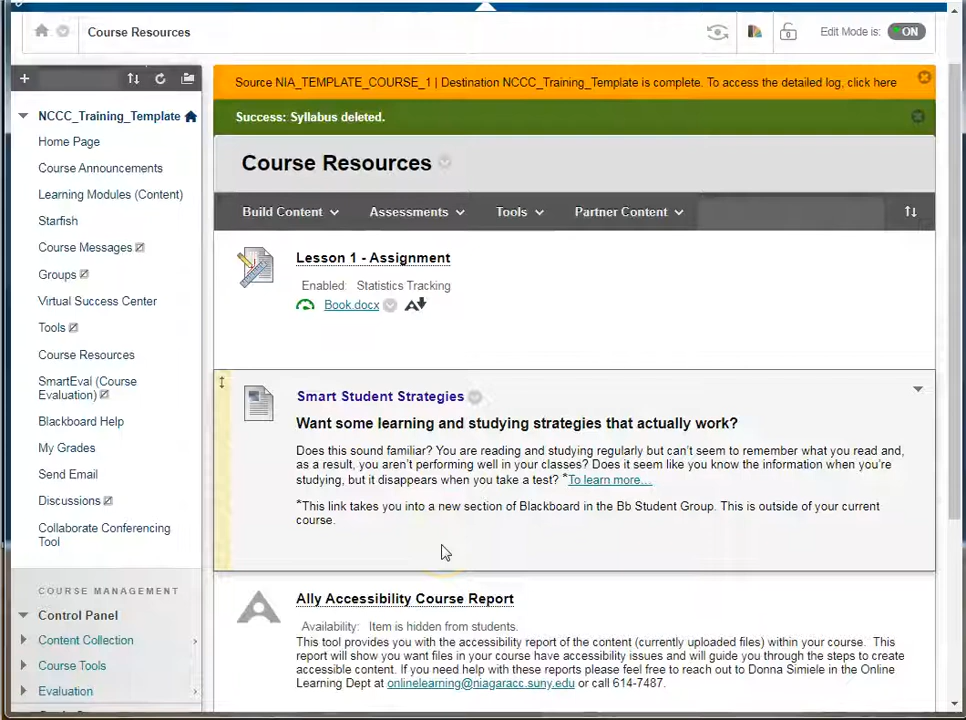 Course Resources
Edit Mode is: ON
Source NIA_TEMPLATE_COURSE_1 | Destination NCCC_Training_Template is complete. To access the detailed log, click here
Success: Syllabus deleted.
NCCC_Training_Template
Home Page
Course Announcements
Learning Modules (Content)
Starfish
Course Messages
Groups
Virtual Success Center
Tools
Course Resources
SmartEval (Course
Evaluation)
Blackboard Help
My Grades
Send Email
Discussions
Collaborate Conferencing
Tool
COURSE MANAGEMENT
Control Panel
Content Collection
Course Tools
Evaluation
Course Resources
Build Content
Assessments
Tools
Partner Content
Lesson 1 - Assignment
Enabled: Statistics Tracking
Book.docx
Smart Student Strategies
Want some learning and studying strategies that actually work?
Does this sound familiar? You are reading and studying regularly but can't seem to remember what you read and,
as a result, you aren't performing well in your classes? Does it seem like you know the information when you're
studying, but it disappears when you take a test? *To learn more...
*This link takes you into a new section of Blackboard in the Bb Student Group. This is outside of your current
course.
Ally Accessibility Course Report
Availability: Item is hidden from students.
This tool provides you with the accessibility report of the content (currently uploaded files) within your course. This
report will show you want files in your course have accessibility issues and will guide you through the steps to create
accessible content. If you need help with these reports please feel free to reach out to Donna Simiele in the Online
Learning Dept at onlinelearning@niagaracc.suny.edu or call 614-7487.